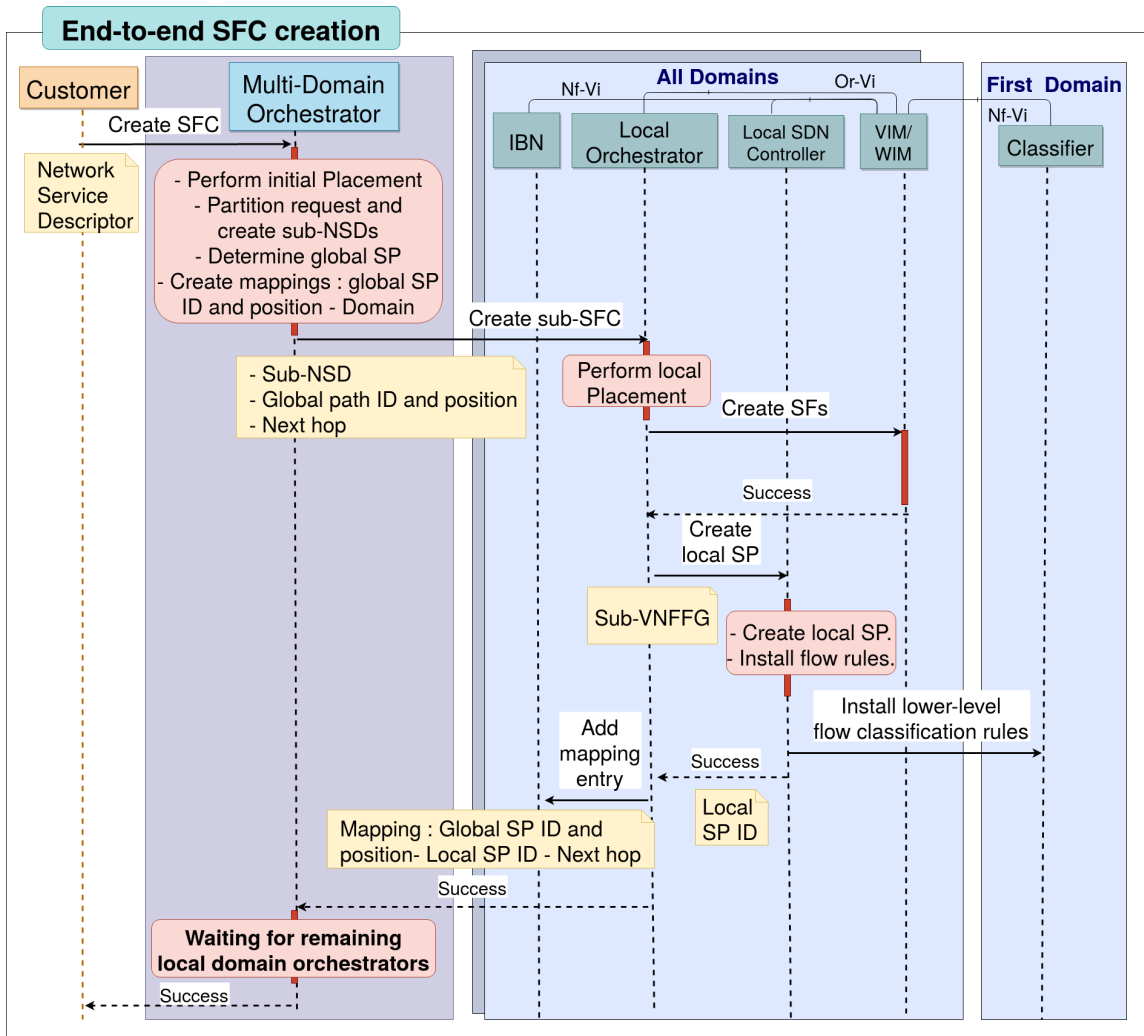 End-to-end SFC creation
Customer
Multi-Domain
Orchestrator
All Domains
First Domain
Nf-Vi
Or-Vi
Nf-Vi
IBN
Local
Orchestrator
Local SDN
Controller
VIM/
WIM
Classifier
Create SFC
Network
Service
Descriptor
- Perform initial Placement
- Partition request and
create sub-NSDs
- Determine global SP
- Create mappings : global SP
ID and position - Domain
Create sub-SFC
- Sub-NSD
- Global path ID and position
- Next hop
Perform local
Placement
Create SFs
Success
Create
local SP
Sub-VNFFG
- Create local SP.
- Install flow rules.
Install lower-level
flow classification rules
Success
Local
SP ID
Add
mapping
entry
Mapping : Global SP ID and
position- Local SP ID - Next hop
Success
Waiting for remaining
local domain orchestrators
Success